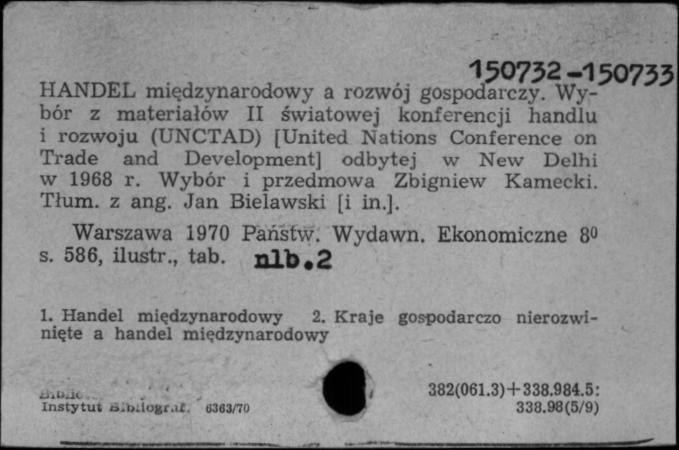 150732-150733
HANDEL międzynarodowy a rozwój gospodarczy. Wy-
bór z materiałów II światowej konferencji handlu
i rozwoju (UNCTAD) [United Nations Conference on
Trade and Development] odbytej w New Delhi
w 1968 r. Wybór i przedmowa Zbigniew Kamecki.
Tłum. z ang. Jan Bielawski [i in.].
Warszawa 1970 Państw. Wydawn. Ekonomiczne 8⁰
s. 586, ilustr., tab. nlb.2
1. Handel międzynarodowy 2. Kraje gospodarczo nierozwi-
nięte a handel międzynarodowy
382(061.3)+338.984.5:
Instytut Bibliograf. 6363/70 338.98(5/9)